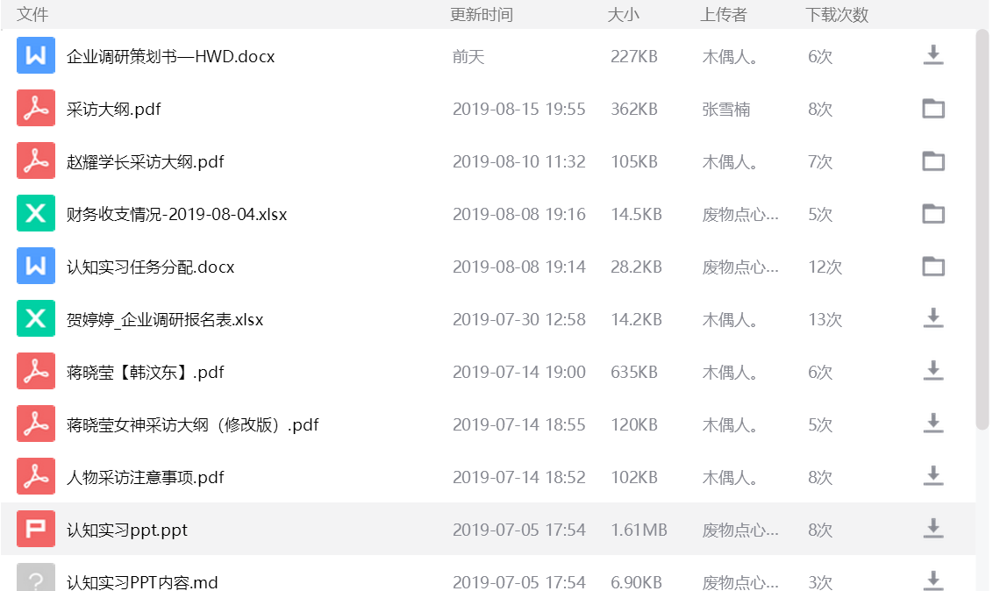 文件 更新时间 大小 上传者 下载次数
企业调研策划书—HWD.docx 前天 227KB 木偶人。 6次
采访大纲.pdf 2019-08-15 19:55 362KB 张雪楠 8次
赵耀学长采访大纲.pdf 2019-08-10 11:32 105KB 木偶人。 7次
财务收支情况-2019-08-04.xlsx 2019-08-08 19:16 14.5KB 废物点心... 5次
认知实习任务分配.docx 2019-08-08 19:14 28.2KB 废物点心... 12次
贺婷婷_企业调研报名表.xlsx 2019-07-30 12:58 14.2KB 木偶人。 13次
蒋晓莹【韩汶东】.pdf 2019-07-14 19:00 635KB 木偶人。 6次
蒋晓莹女神采访大纲（修改版）.pdf 2019-07-14 18:55 120KB 木偶人。 5次
人物采访注意事项.pdf 2019-07-14 18:52 102KB 木偶人。 8次
认知实习ppt.ppt 2019-07-05 17:54 1.61MB 废物点心... 8次
认知实习PPT内容.md 2019-07-05 17:54 6.90KB 废物点心... 3次